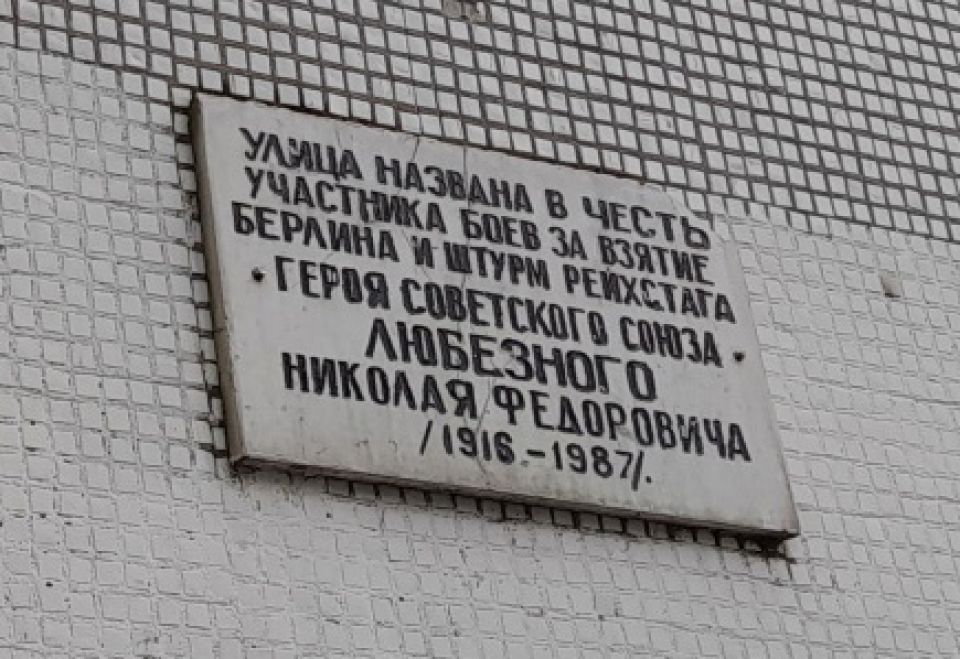 УЛИЦА НАЗВАНА В ЧЕСТЬ
УЧАСТНИКА БОЕВ ЗА ВЗЯТИЕ
БЕРЛИНА И ШТУРМ РЕЙХСТАГА
ГЕРОЯ СОВЕТСКОГО СОЮЗА
ЛЮБЕЗНОГО
НИКОЛАЯ ФЕДОРОВИЧА
/1916.-1987/.